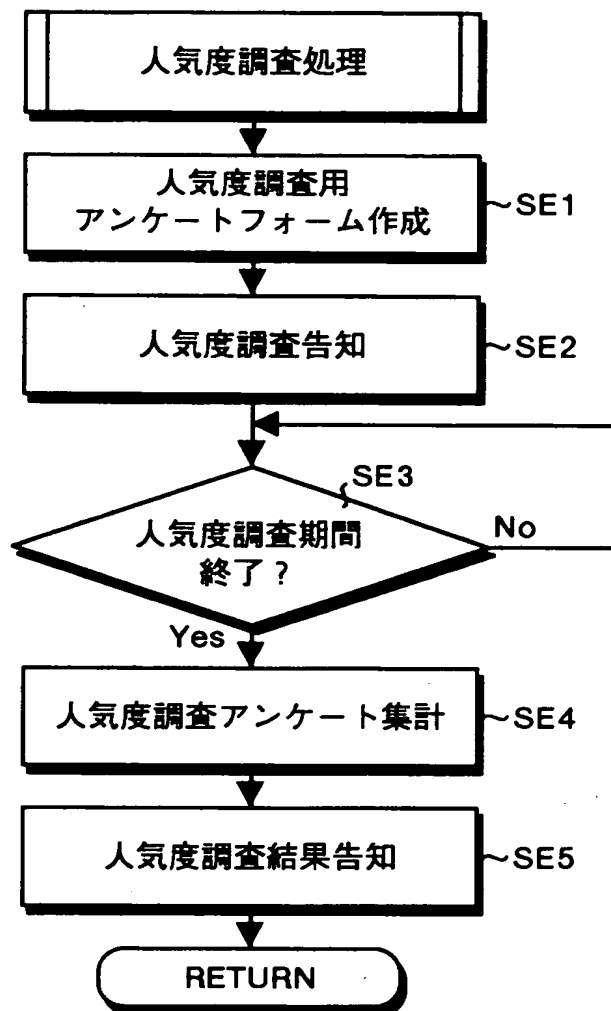 人気度調査処理
人気度調査用
アンケートフォーム作成
SE1
人気度調査告知
SE2
SE3
人気度調査期間
終了?
No
Yes
人気度調査アンケート集計
SE4
人気度調査結果告知
SE5
RETURN